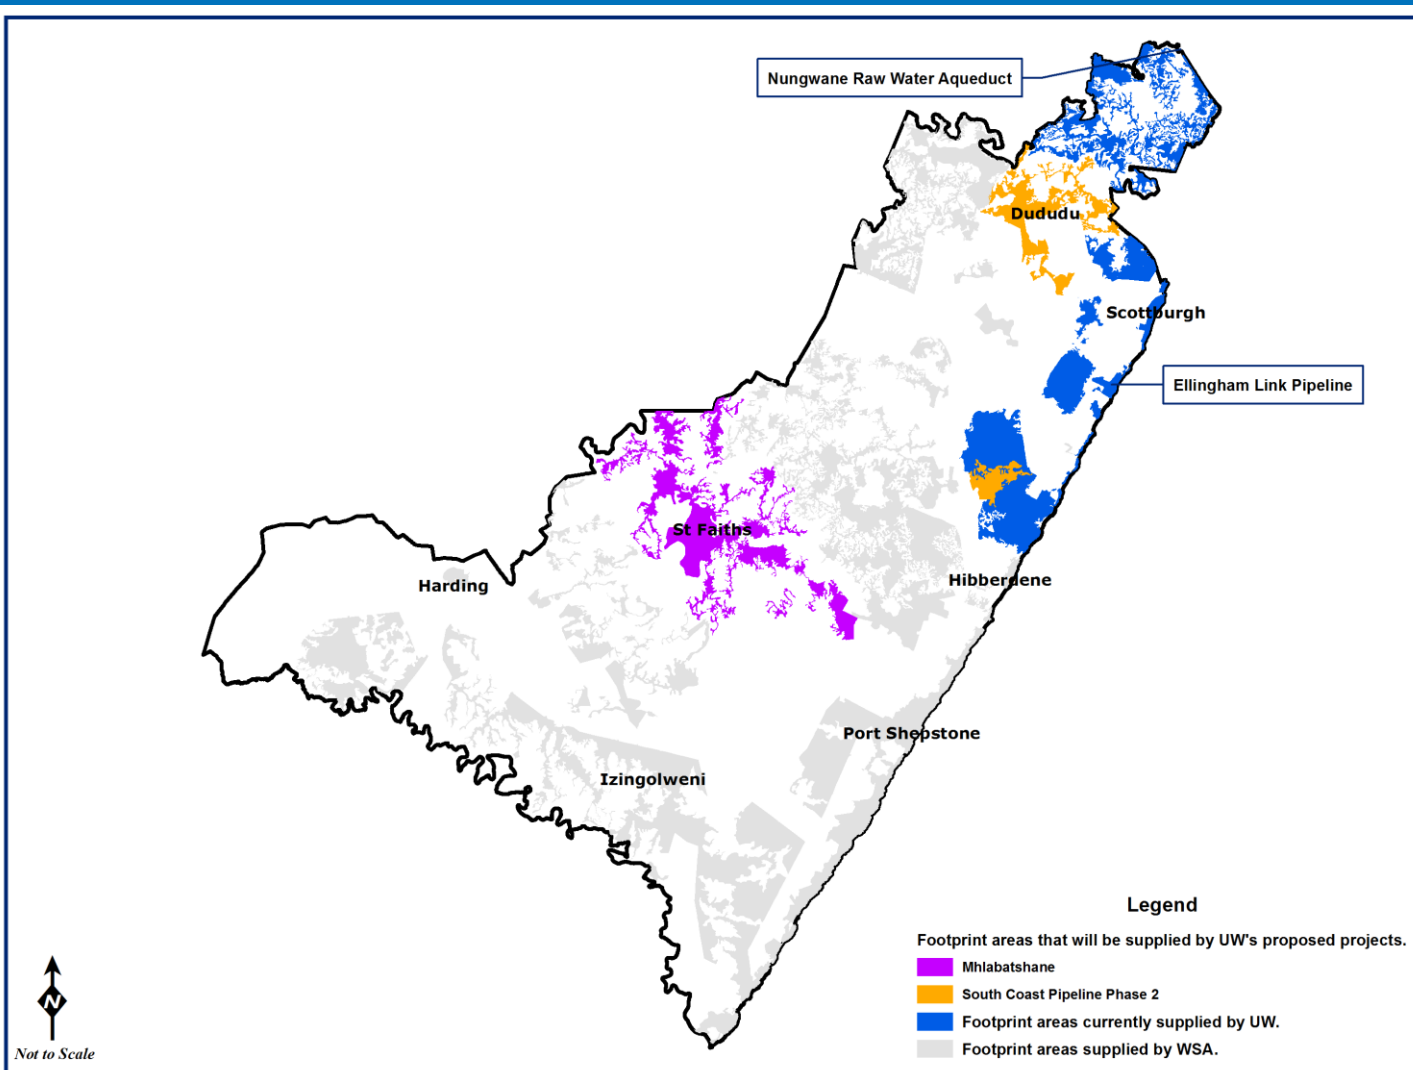 Nungwane Raw Water Aqueduct
Dududu
Scottburgh
Ellingham Link Pipeline
St Faiths
Harding
Hibberdene
Port Shepstone
Izingolweni
Legend
Footprint areas that will be supplied by UW's proposed projects.
Mhlabatshane
South Coast Pipeline Phase 2
Footprint areas currently supplied by UW.
Footprint areas supplied by WSA.
N
Not to Scale